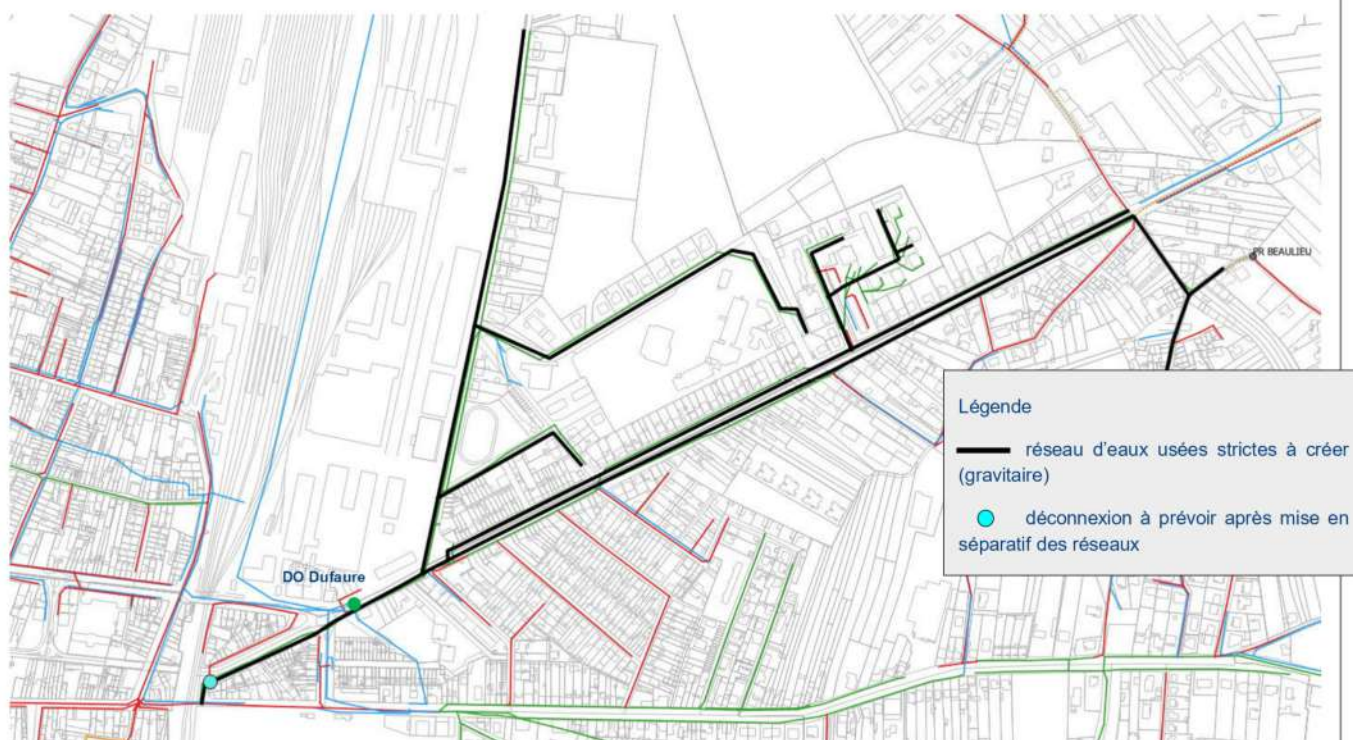 PR BEAULIEU
Légende
réseau d'eaux usées strictes à créer
(gravitaire)
déconnexion à prévoir après mise en
séparatif des réseaux
DO Dufaure